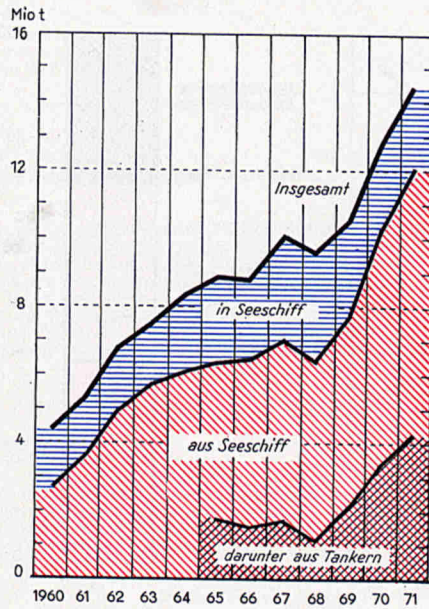 Mio t
16
Insgesamt
12
in Seeschiff
8
aus Seeschiff
4
darunter aus Tankern
0
1960 61 62 63 64 65 66 67 68 69 70 71